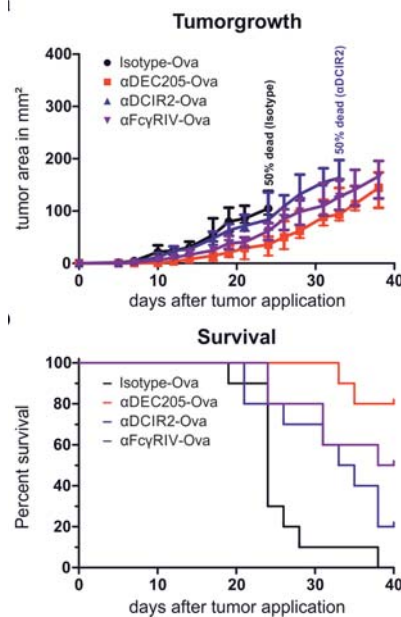 Tumorgrowth
Isotype-Ova
αDEC205-Ova
αDCIR2-Ova
αFcγRIV-Ova
50% dead (Isotype)
50% dead (αDCIR2)
tumor area in mm²
400
300
200
100
0
0 10 20 30 40
days after tumor application
Survival
Isotype-Ova
αDEC205-Ova
αDCIR2-Ova
αFcγRIV-Ova
Percent survival
100
80
60
40
20
0 10 20 30 40
days after tumor application